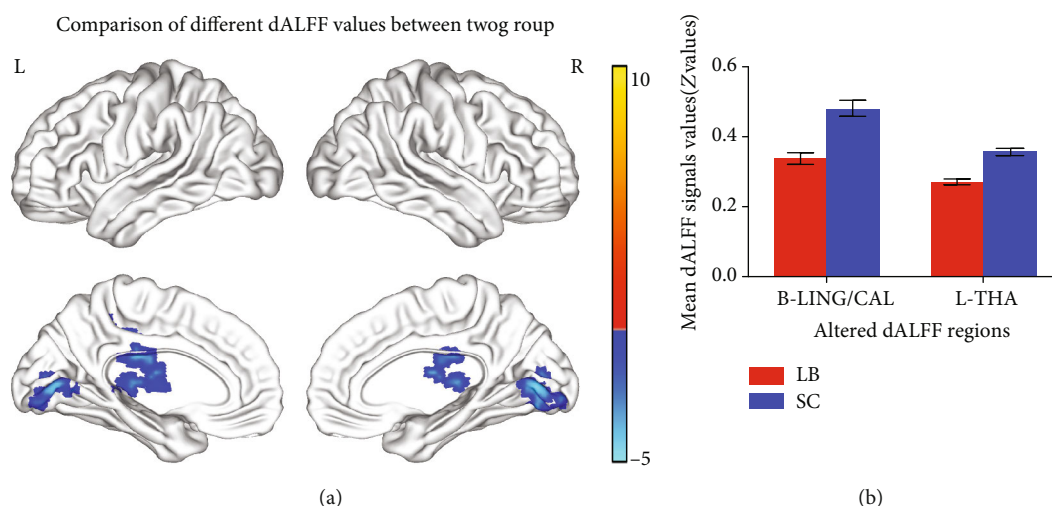 Comparison of different dALFF values between twog roup
L
R
10
–5
(a)
Mean dALFF signals values(Z values)
0.6
0.4
0.2
0.0
B-LING/CAL
L-THA
Altered dALFF regions
LB
SC
(b)